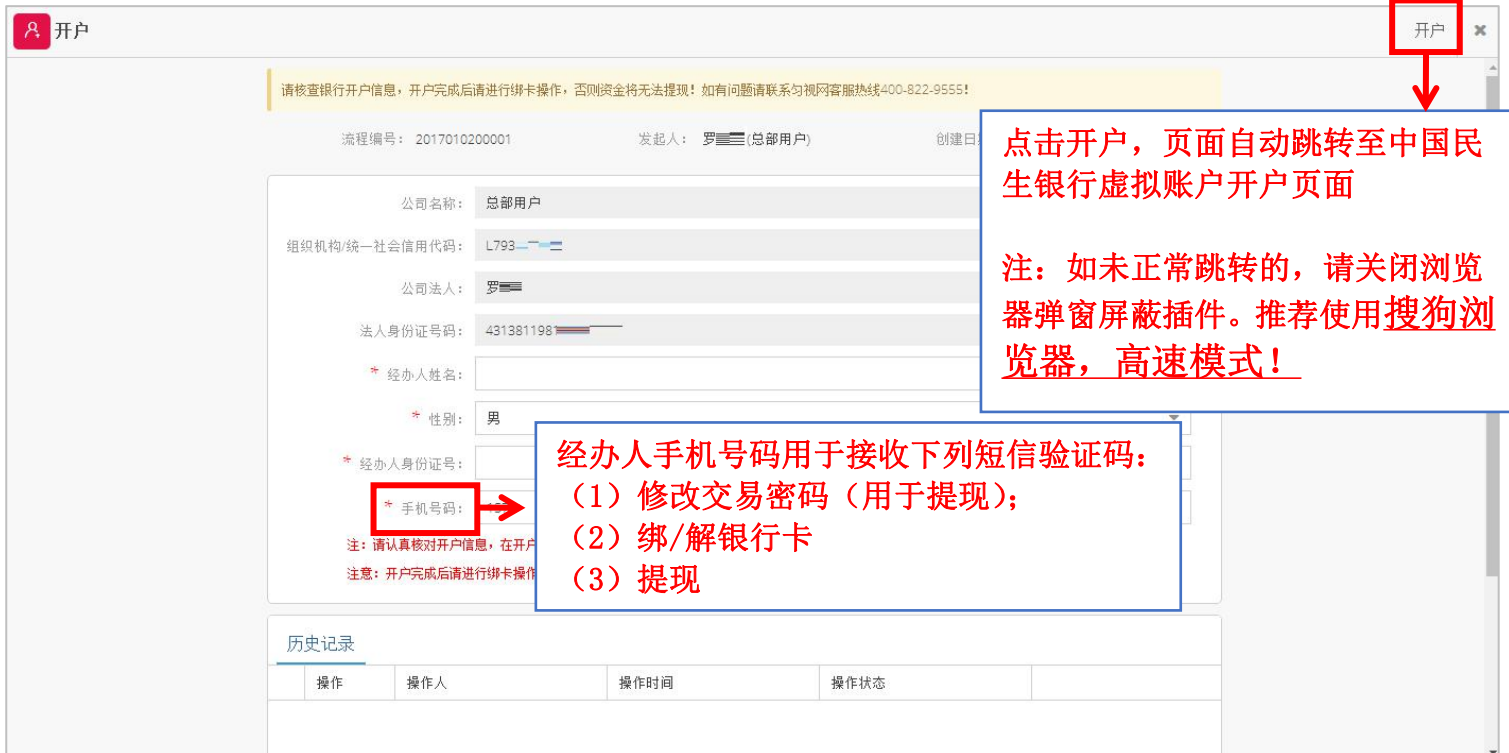 开户
开户
请核查银行开户信息，开户完成后请进行绑卡操作，否则资金将无法提现！如有问题请联系匀视网客服热线400-822-9555！
流程编号： 2017010200001 发起人： 罗 (总部用户) 创建日
公司名称： 总部用户
组织机构/统一社会信用代码： L793
公司法人： 罗
法人身份证号码： 431381198
* 经办人姓名：
* 性别： 男
* 经办人身份证号：
* 手机号码：
注：请认真核对开户信息，在开户
注意：开户完成后请进行绑卡操作
点击开户，页面自动跳转至中国民
生银行虚拟账户开户页面
注：如未正常跳转的，请关闭浏览
器弹窗屏蔽插件。推荐使用搜狗浏
览器，高速模式！
经办人手机号码用于接收下列短信验证码：
（1）修改交易密码（用于提现）；
（2）绑/解银行卡
（3）提现
历史记录
操作 操作人 操作时间 操作状态